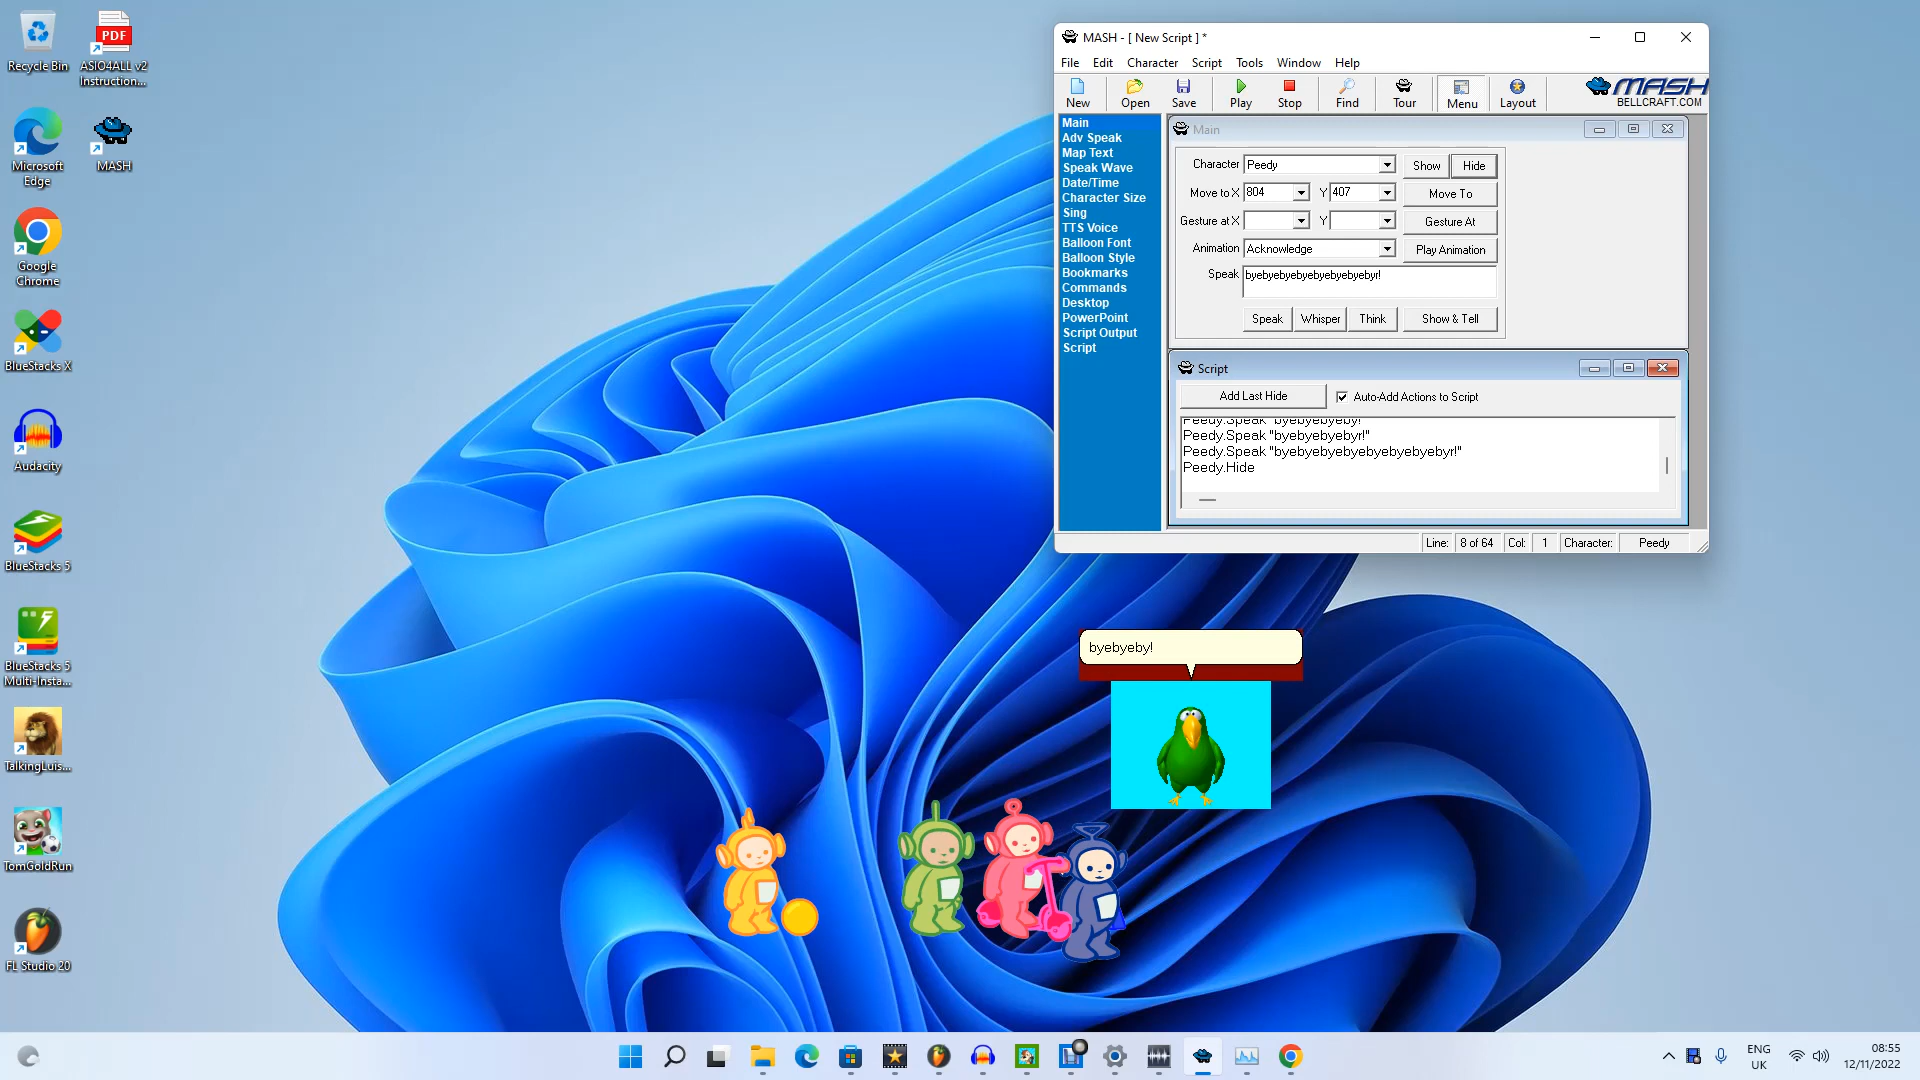 Recycle Bin
ASIO4ALL v2
Instruction...
Microsoft
Edge
MASH
Google
Chrome
BlueStacks X
Audacity
BlueStacks 5
BlueStacks 5
Multi-Insta...
TalkingLuis...
TomGoldRun
FL Studio 20
PDF
MASH - [ New Script ] *
File Edit Character Script Tools Window Help
New Open Save Play Stop Find Tour Menu Layout
MASH
BELLCRAFT.COM
Main
Adv Speak
Map Text
Speak Wave
Date/Time
Character Size
Sing
TTS Voice
Balloon Font
Balloon Style
Bookmarks
Commands
Desktop
PowerPoint
Script Output
Script
Main
Character Peedy Show Hide
Move to X 804 Y 407 Move To
Gesture at X Y Gesture At
Animation Acknowledge Play Animation
Speak byebyebyebyebyebyebyebyr!
Speak Whisper Think Show & Tell
Script
Add Last Hide Auto-Add Actions to Script
Peedy.Speak "byebyebyeby!"
Peedy.Speak "byebyebyebyr!"
Peedy.Speak "byebyebyebyebyebyebyebyr!"
Peedy.Hide
Line: 8 of 64 Col: 1 Character: Peedy
byebyeby!
ENG
UK
08:55
12/11/2022